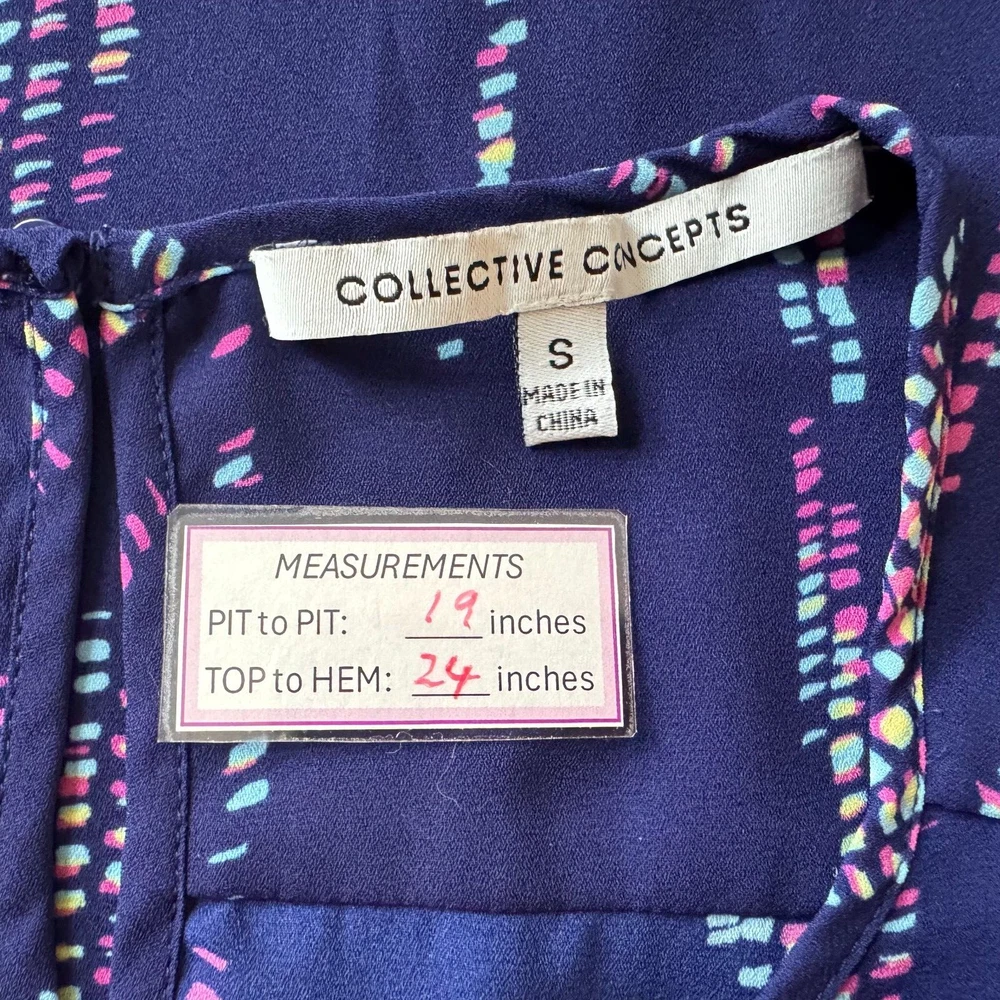 COLLECTIVE CONCEPTS
S
MADE IN
CHINA
MEASUREMENTS
PIT to PIT: 19 inches
TOP to HEM: 24 inches